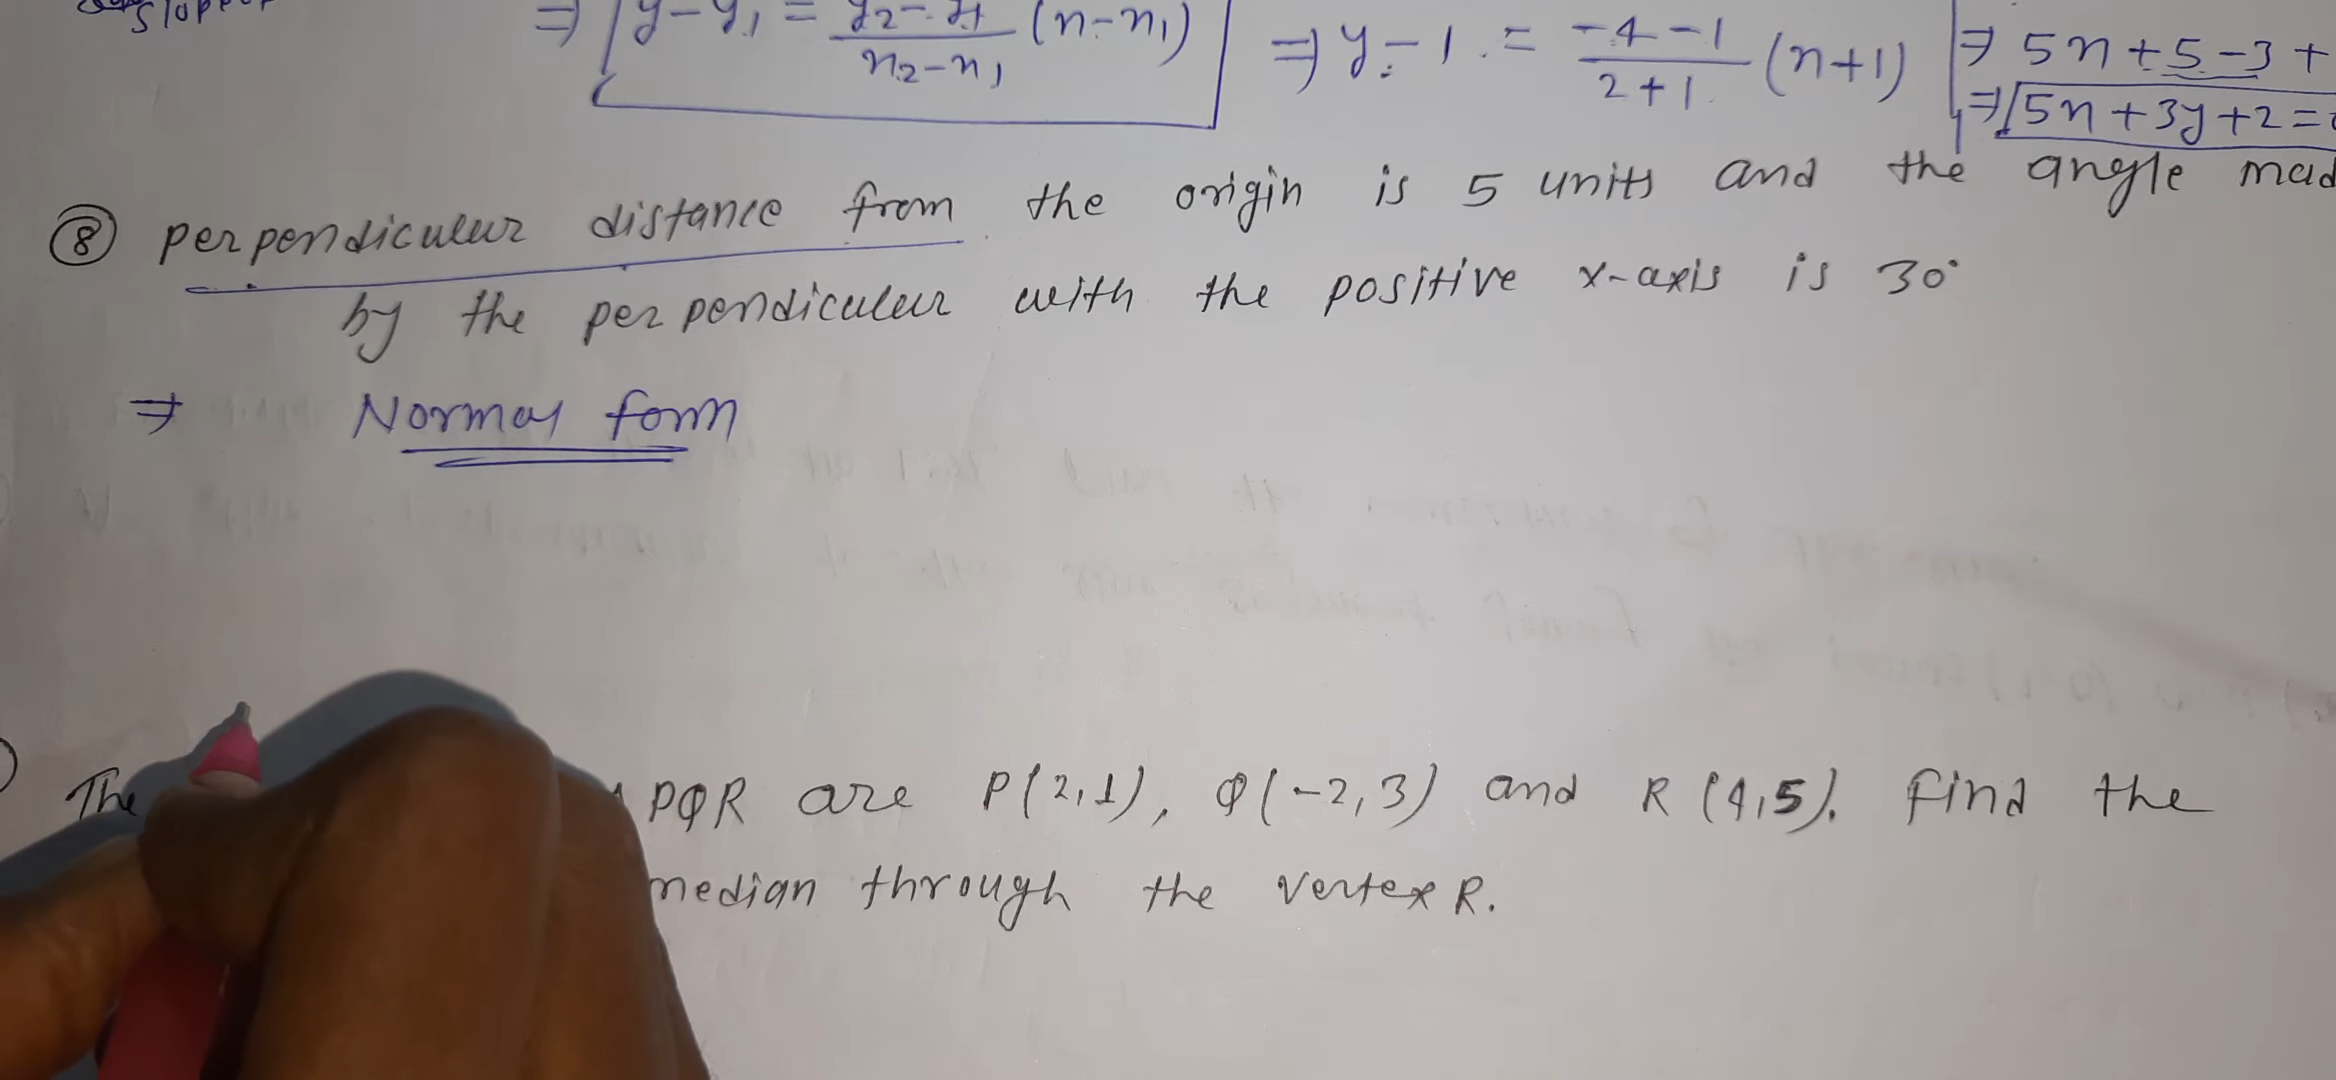 ⇒ y-y₁ = y₂-y₁ / x₂-x₁ (x-x₁) ⇒ y-1 = -4-1 / 2+1 (x+1) ⇒ 5x+5-3+
⇒ 5x+3y+2=
⑧ perpendicular distance from the origin is 5 units and the angle mad
by the perpendicular with the positive x-axis is 30°
⇒ Normal form
The PQR are P(2,1), Q(-2,3) and R(4,5). Find the
median through the vertex R.